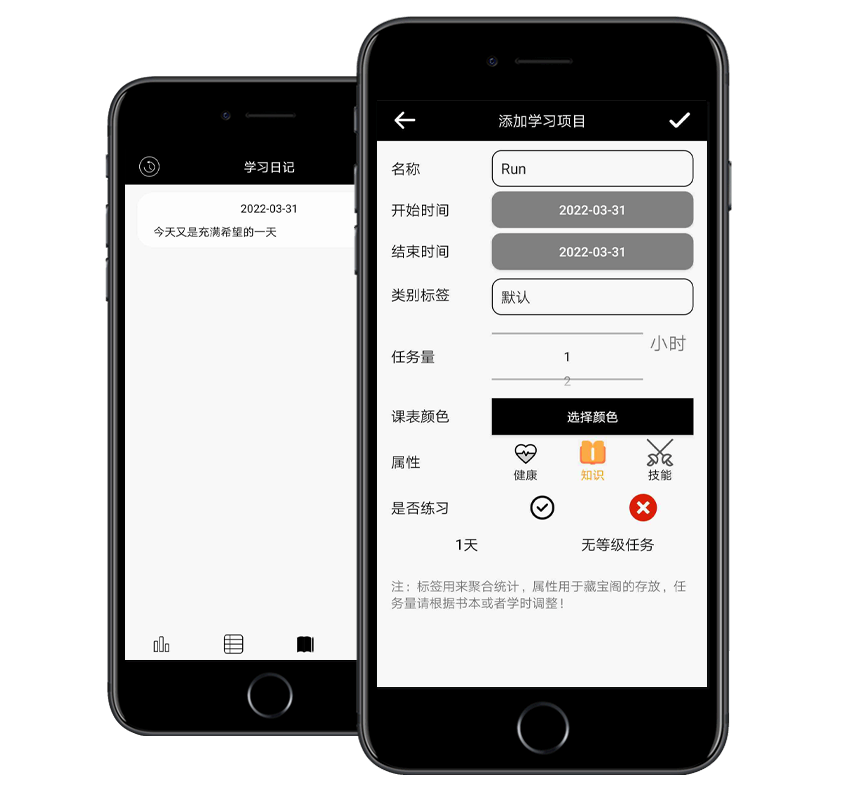 学习日记
2022-03-31
今天又是充满希望的一天
添加学习项目
名称
Run
开始时间
2022-03-31
结束时间
2022-03-31
类别标签
默认
任务量
1
小时
2
课表颜色
选择颜色
属性
健康
知识
技能
是否练习
1天
无等级任务
注：标签用来聚合统计，属性用于藏宝阁的存放，任
务量请根据书本或者学时调整！